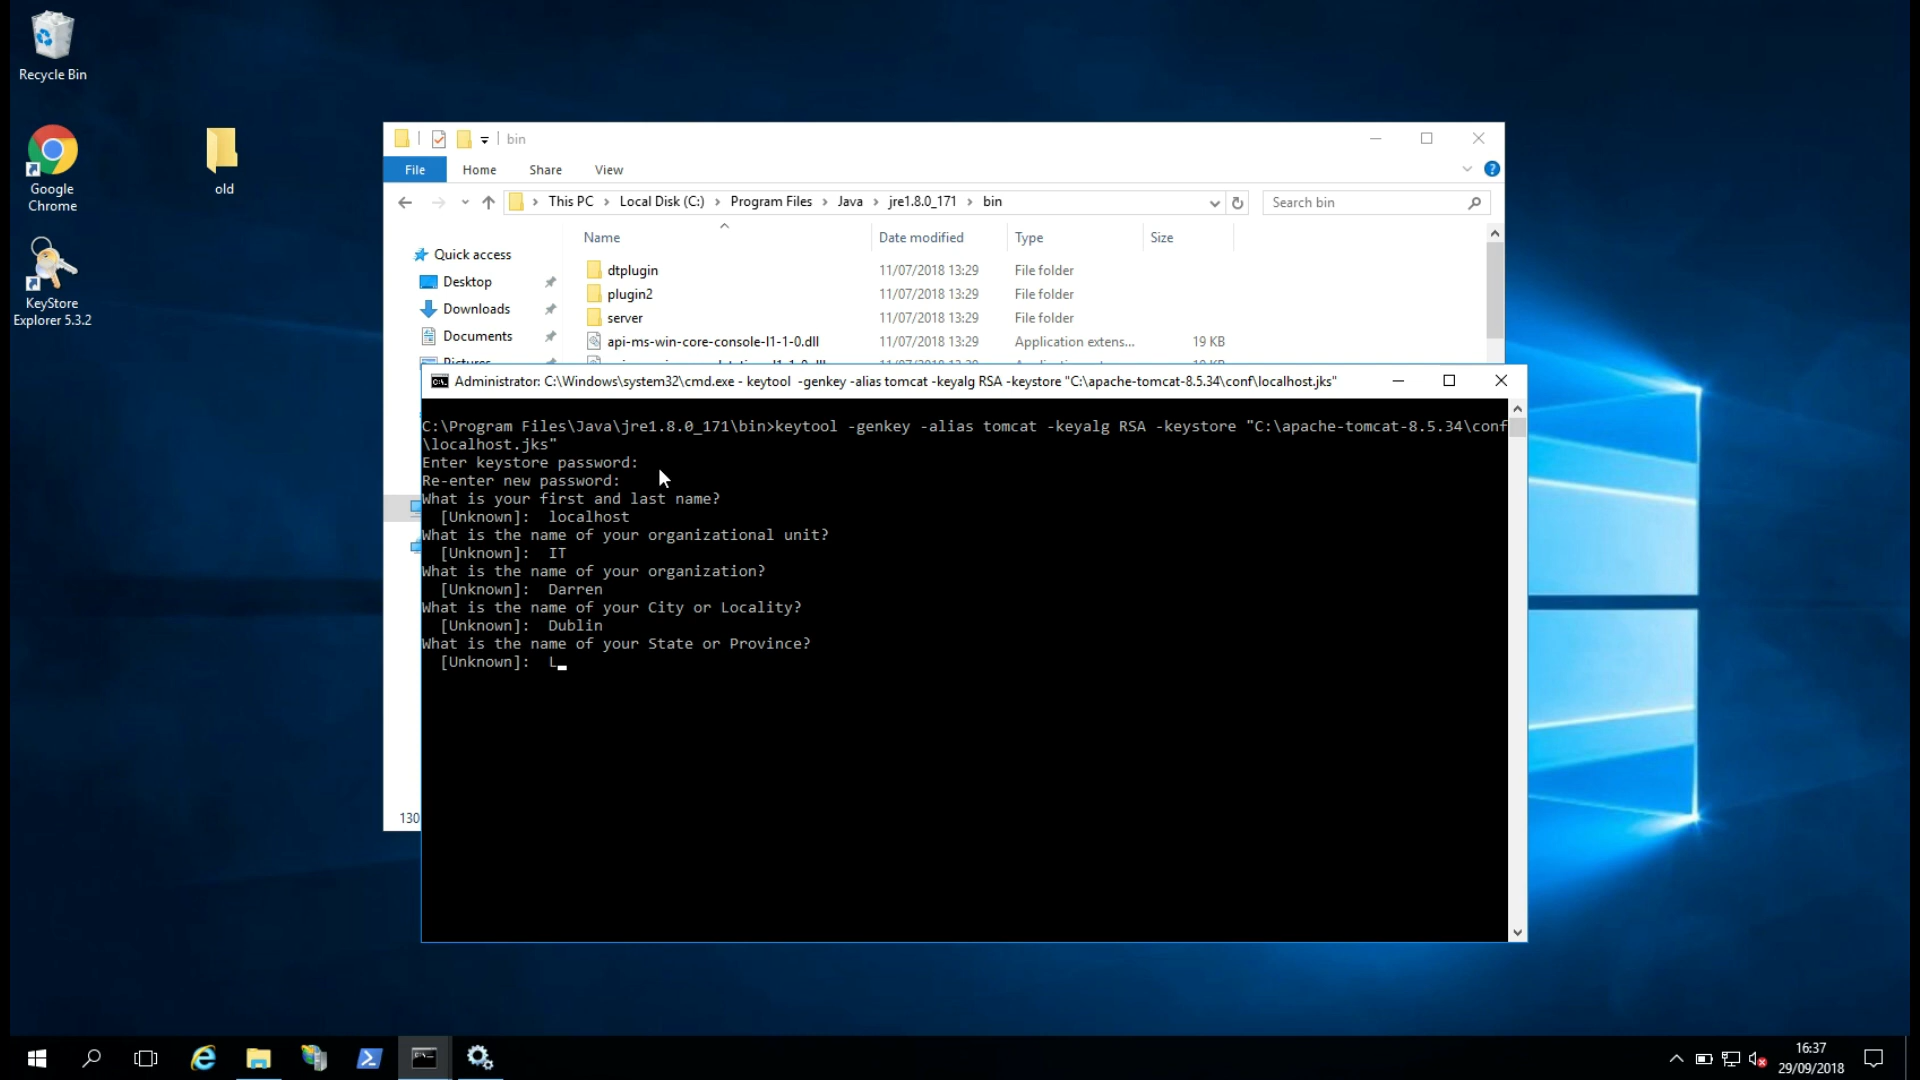 Recycle Bin
Google
Chrome
old
KeyStore
Explorer 5.3.2
bin
File Home Share View
This PC Local Disk (C:) Program Files Java jre1.8.0_171 bin
Search bin
Name Date modified Type Size
Quick access
Desktop
Downloads
Documents
Pictures
dtplugin 11/07/2018 13:29 File folder
plugin2 11/07/2018 13:29 File folder
server 11/07/2018 13:29 File folder
api-ms-win-core-console-l1-1-0.dll 11/07/2018 13:29 Application extens... 19 KB
130
Administrator: C:\Windows\system32\cmd.exe - keytool  -genkey -alias tomcat -keyalg RSA -keystore "C:\apache-tomcat-8.5.34\conf\localhost.jks"
C:\Program Files\Java\jre1.8.0_171\bin>keytool -genkey -alias tomcat -keyalg RSA -keystore "C:\apache-tomcat-8.5.34\conf
\localhost.jks"
Enter keystore password:
Re-enter new password:
What is your first and last name?
  [Unknown]:  localhost
What is the name of your organizational unit?
  [Unknown]:  IT
What is the name of your organization?
  [Unknown]:  Darren
What is the name of your City or Locality?
  [Unknown]:  Dublin
What is the name of your State or Province?
  [Unknown]:  L
16:37
29/09/2018